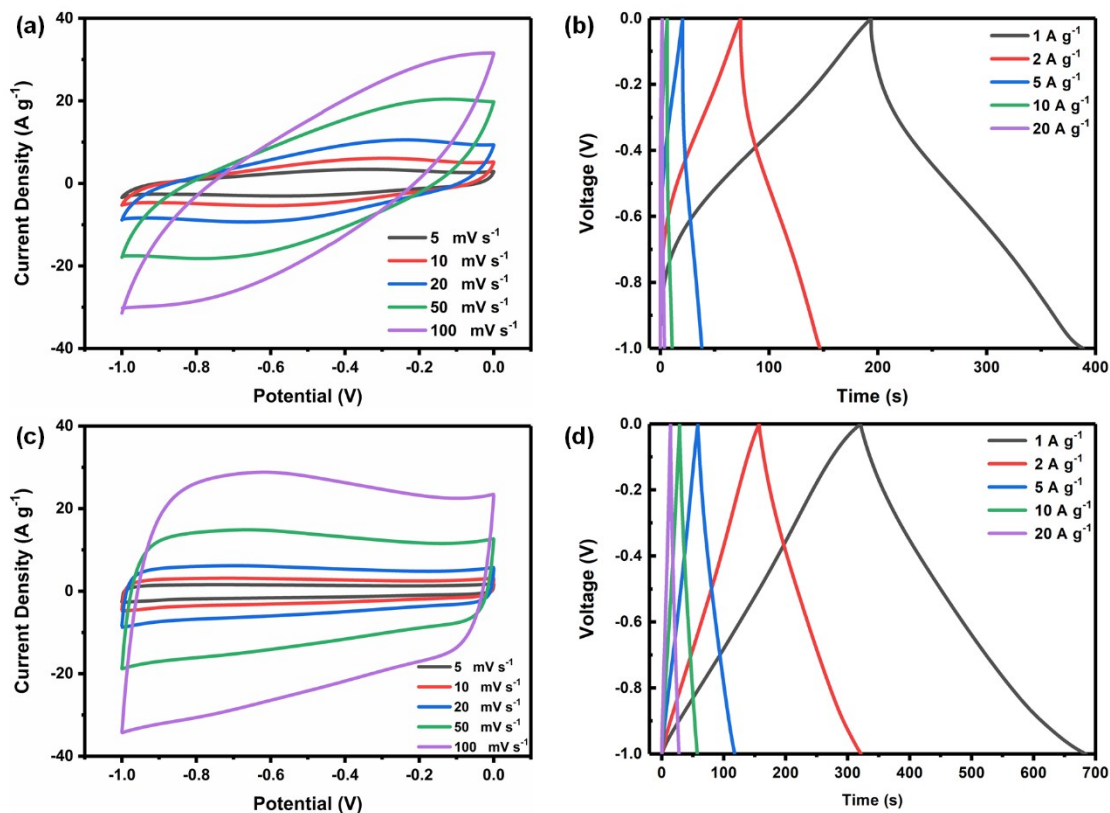 (a)
40
20
0
-20
-40
Current Density (A g⁻¹)
5 mV s⁻¹
10 mV s⁻¹
20 mV s⁻¹
50 mV s⁻¹
100 mV s⁻¹
-1.0 -0.8 -0.6 -0.4 -0.2 0.0
Potential (V)
(b)
0.0
-0.2
-0.4
-0.6
-0.8
-1.0
Voltage (V)
1 A g⁻¹
2 A g⁻¹
5 A g⁻¹
10 A g⁻¹
20 A g⁻¹
0 100 200 300 400
Time (s)
(c)
40
20
0
-20
-40
Current Density (A g⁻¹)
5 mV s⁻¹
10 mV s⁻¹
20 mV s⁻¹
50 mV s⁻¹
100 mV s⁻¹
-1.0 -0.8 -0.6 -0.4 -0.2 0.0
Potential (V)
(d)
0.0
-0.2
-0.4
-0.6
-0.8
-1.0
Voltage (V)
1 A g⁻¹
2 A g⁻¹
5 A g⁻¹
10 A g⁻¹
20 A g⁻¹
0 100 200 300 400 500 600 700
Time (s)